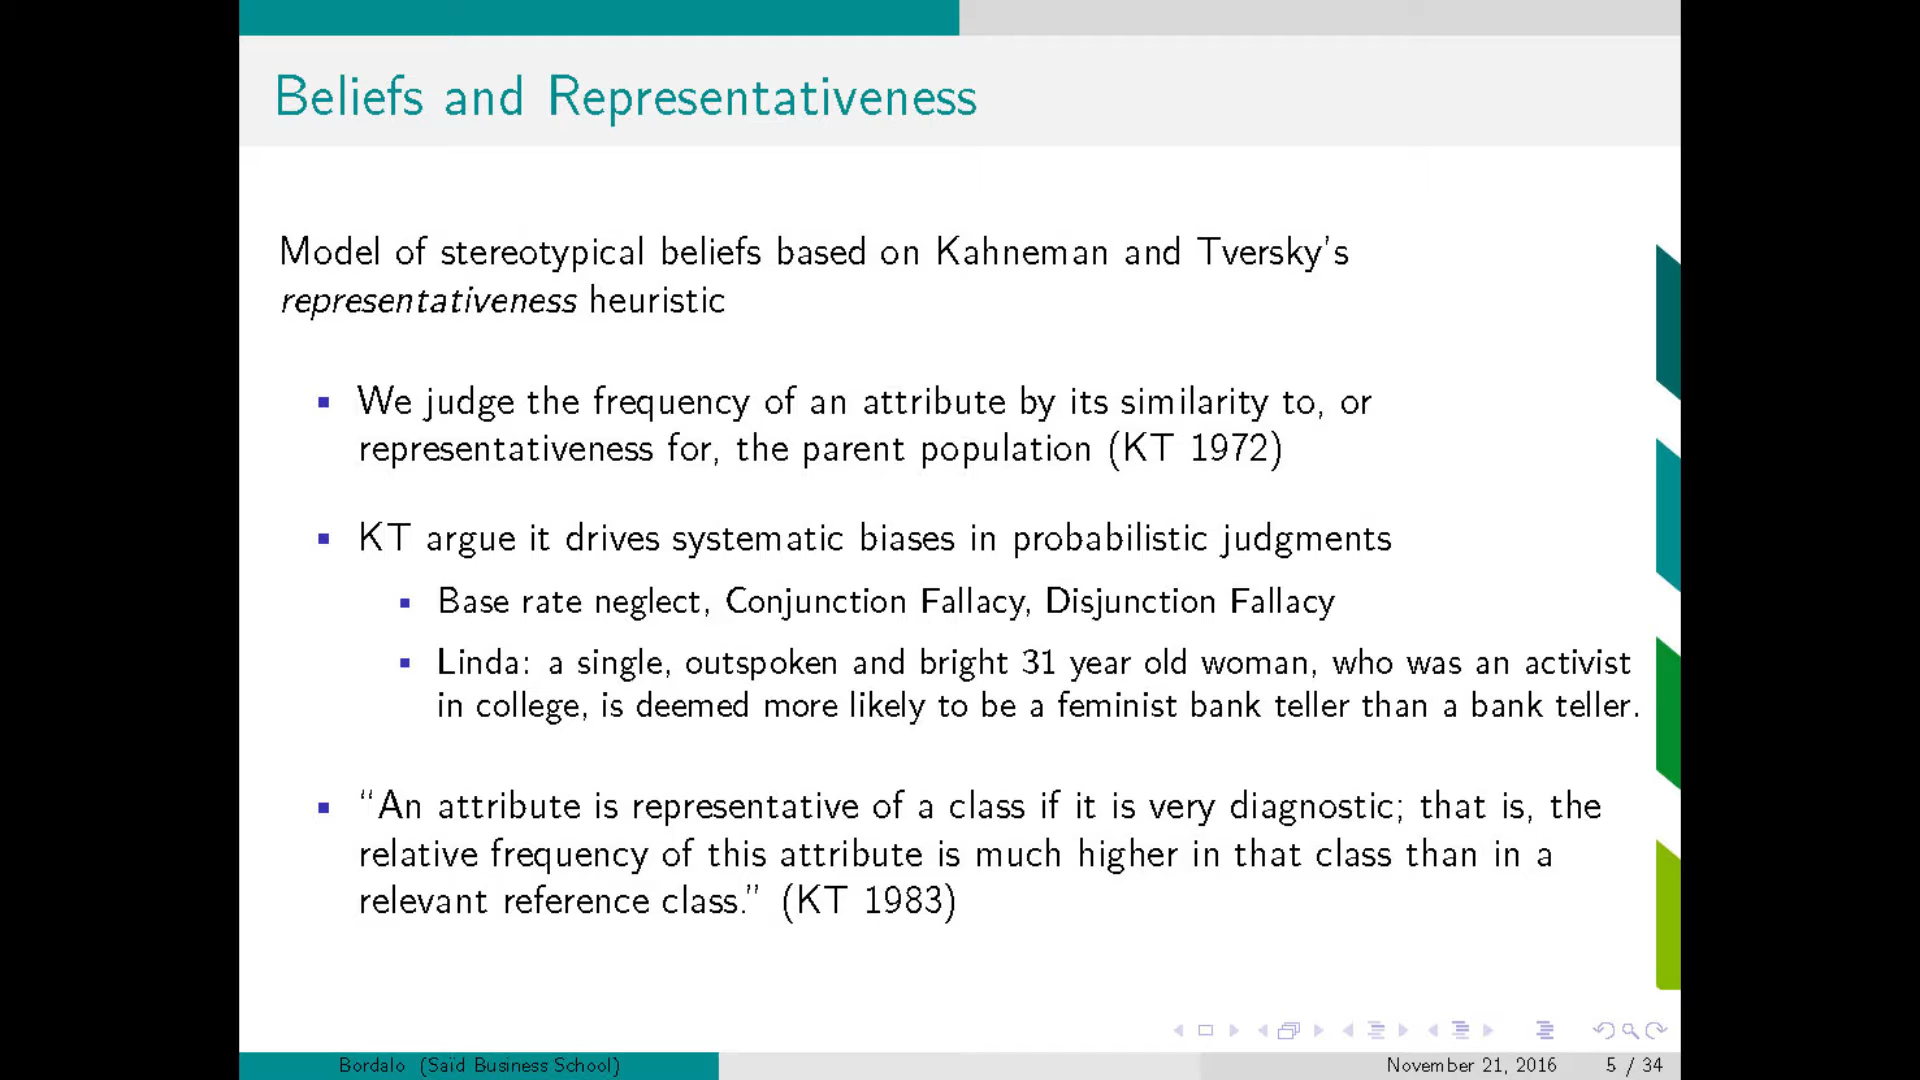 Beliefs and Representativeness
Model of stereotypical beliefs based on Kahneman and Tversky's
representativeness heuristic
We judge the frequency of an attribute by its similarity to, or
representativeness for, the parent population (KT 1972)
KT argue it drives systematic biases in probabilistic judgments
Base rate neglect, Conjunction Fallacy, Disjunction Fallacy
Linda: a single, outspoken and bright 31 year old woman, who was an activist
in college, is deemed more likely to be a feminist bank teller than a bank teller.
“An attribute is representative of a class if it is very diagnostic; that is, the
relative frequency of this attribute is much higher in that class than in a
relevant reference class.” (KT 1983)
Bordalo (Saïd Business School) November 21, 2016 5 / 34